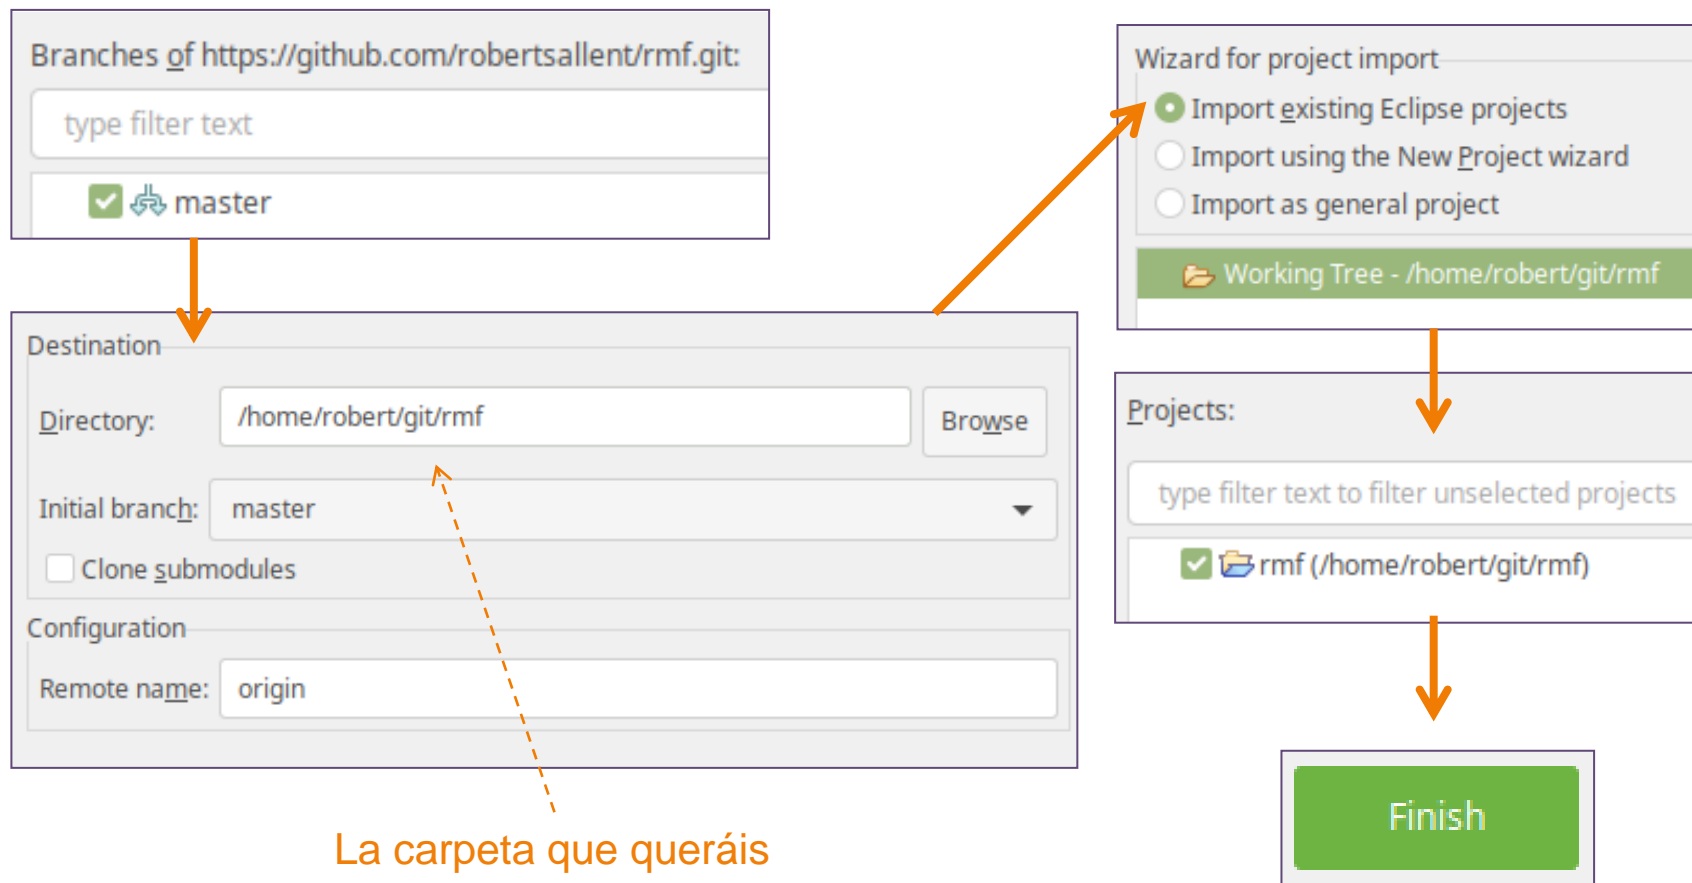 Branches of https://github.com/robertsallent/rmf.git:
type filter text
master
Destination
Directory:
/home/robert/git/rmf
Browse
Initial branch:
master
Clone submodules
Configuration
Remote name:
origin
La carpeta que queráis
Wizard for project import
Import existing Eclipse projects
Import using the New Project wizard
Import as general project
Working Tree - /home/robert/git/rmf
Projects:
type filter text to filter unselected projects
rmf (/home/robert/git/rmf)
Finish